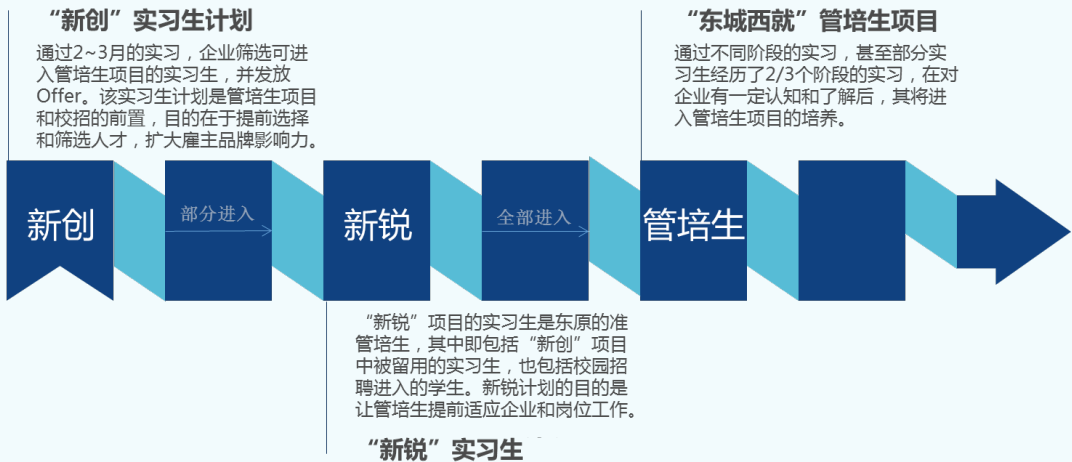 “新创”实习生计划
通过2~3月的实习，企业筛选可进
入管培生项目的实习生，并发放
Offer。该实习生计划是管培生项目
和校招的前置，目的在于提前选择
和筛选人才，扩大雇主品牌影响力。
“东城西就”管培生项目
通过不同阶段的实习，甚至部分实
习生经历了2/3个阶段的实习，在对
企业有一定认知和了解后，其将进
入管培生项目的培养。
新创
部分进入
新锐
全部进入
管培生
“新锐”项目的实习生是东原的准
管培生，其中即包括“新创”项目
中被留用的实习生，也包括校园招
聘进入的学生。新锐计划的目的是
让管培生提前适应企业和岗位工作。
“新锐”实习生